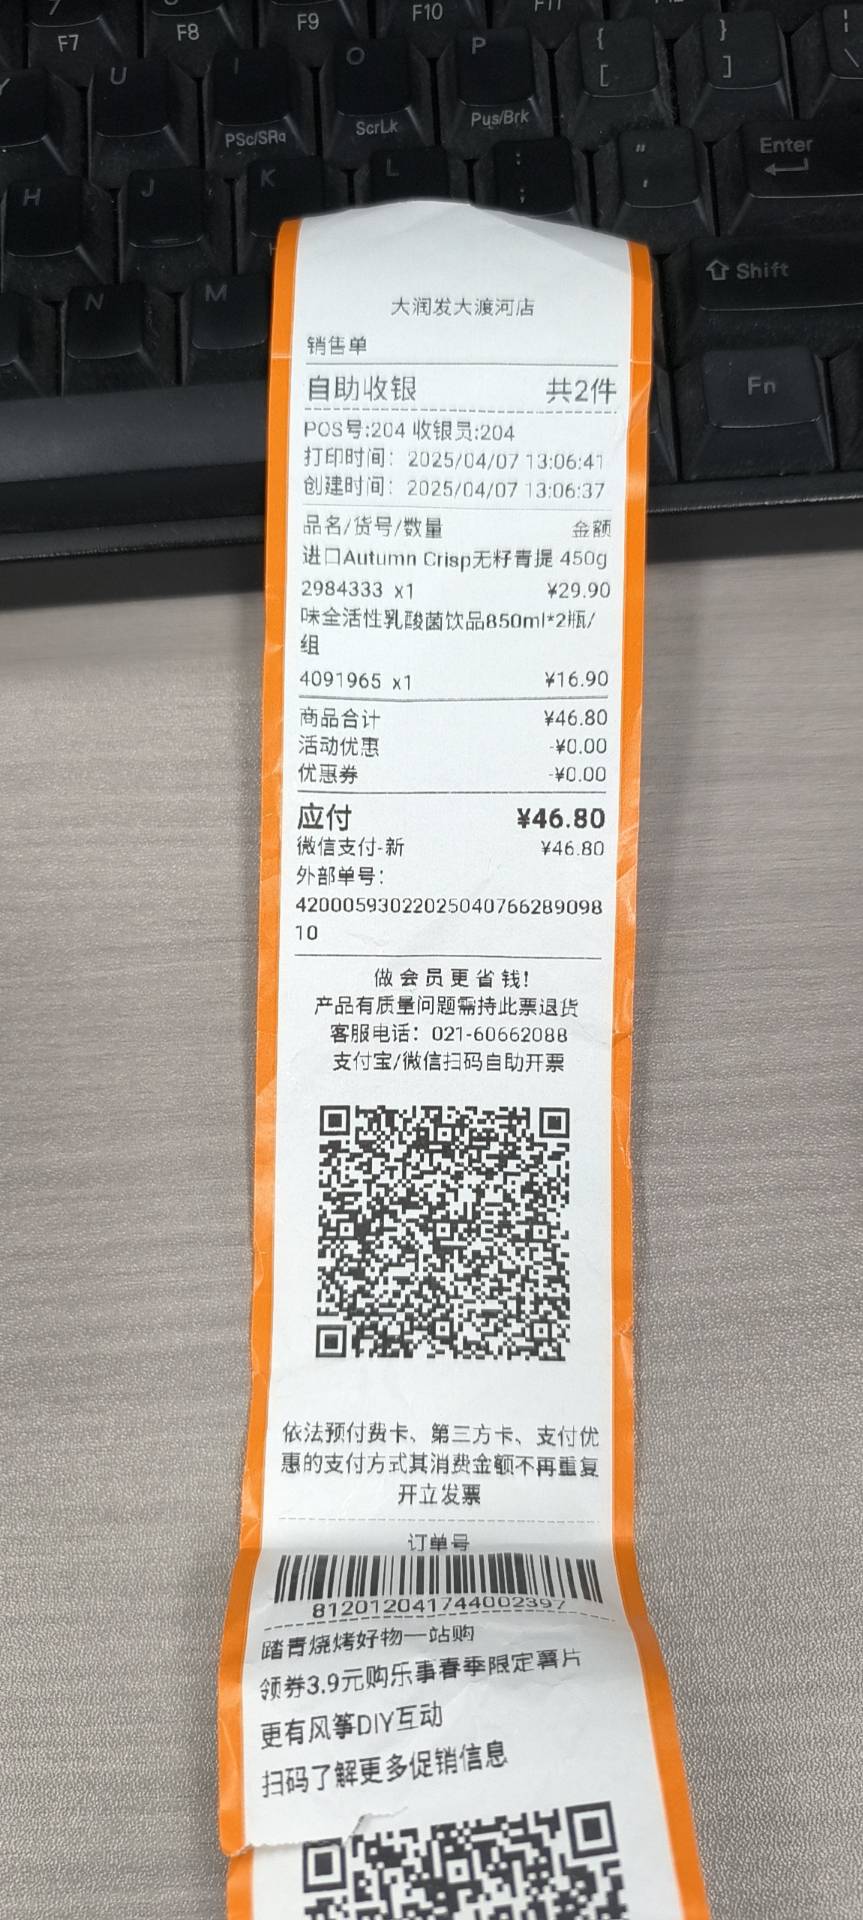 F7
F8
F9
F10
F11
U
I
O
P
{
[
}
]
PSc/SRq
ScrLk
Pus/Brk
H
J
K
L
:
;
"
'
Enter
N
M
Shift
Fn
大润发大渡河店
销售单
自助收银 共2件
POS号:204 收银员:204
打印时间: 2025/04/07 13:06:41
创建时间: 2025/04/07 13:06:37
品名/货号/数量 金额
进口Autumn Crisp无籽青提 450g
2984333 x1 ¥29.90
味全活性乳酸菌饮品850ml*2瓶/
组
4091965 x1 ¥16.90
商品合计 ¥46.80
活动优惠 -¥0.00
优惠券 -¥0.00
应付 ¥46.80
微信支付-新 ¥46.80
外部单号:
42000593022025040766289098
10
做会员更省钱!
产品有质量问题需持此票退货
客服电话: 021-60662088
支付宝/微信扫码自助开票
依法预付费卡、第三方卡、支付优
惠的支付方式其消费金额不再重复
开立发票
订单号
812012041744002397
踏青烧烤好物一站购
领券3.9元购乐事春季限定薯片
更有风筝DIY互动
扫码了解更多促销信息